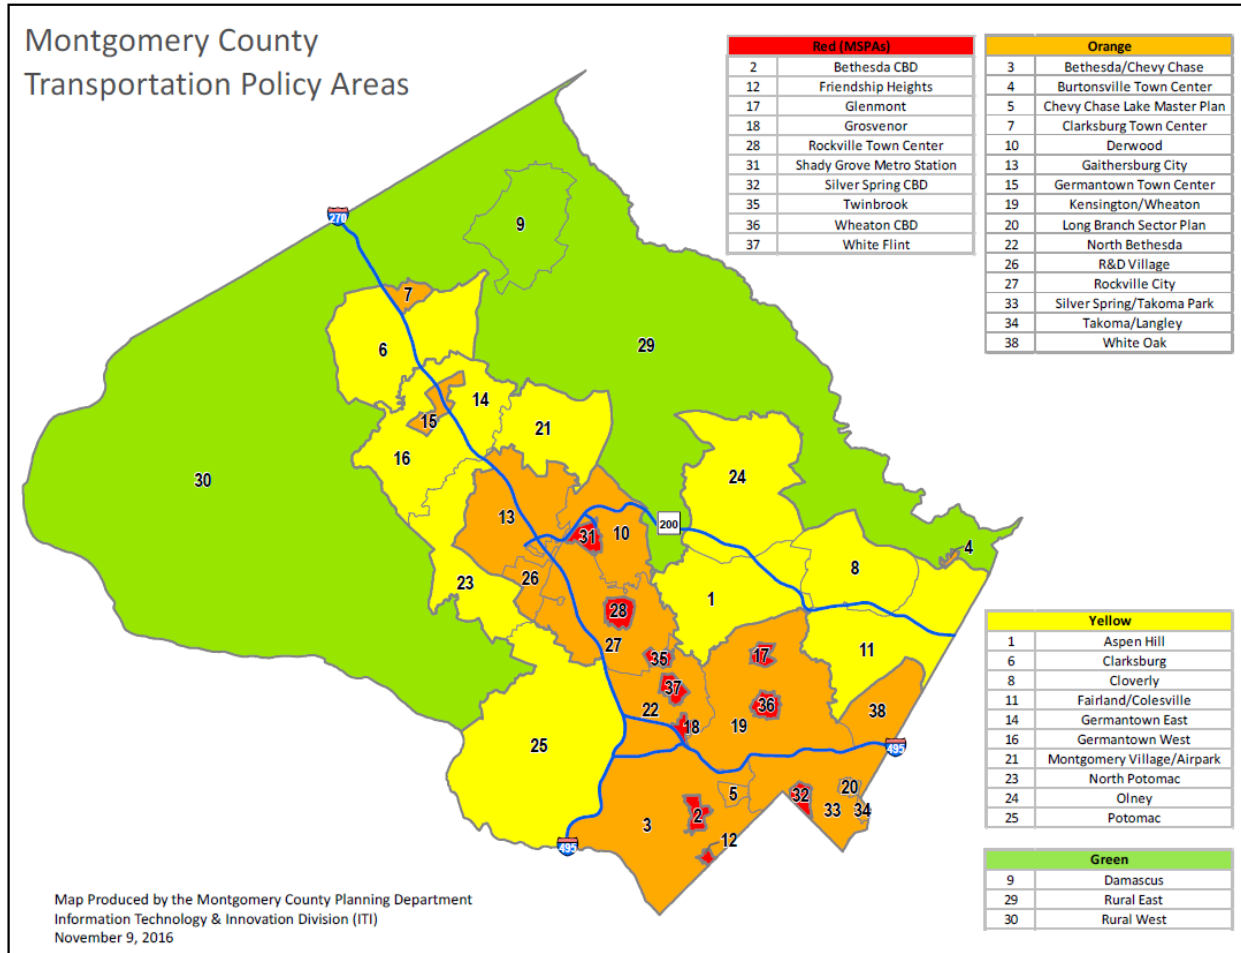 Montgomery County
Transportation Policy Areas
Red (MSPAs)
2 Bethesda CBD
12 Friendship Heights
17 Glenmont
18 Grosvenor
28 Rockville Town Center
31 Shady Grove Metro Station
32 Silver Spring CBD
35 Twinbrook
36 Wheaton CBD
37 White Flint
Orange
3 Bethesda/Chevy Chase
4 Burtonsville Town Center
5 Chevy Chase Lake Master Plan
7 Clarksburg Town Center
10 Derwood
13 Gaithersburg City
15 Germantown Town Center
19 Kensington/Wheaton
20 Long Branch Sector Plan
22 North Bethesda
26 R&D Village
27 Rockville City
33 Silver Spring/Takoma Park
34 Takoma/Langley
38 White Oak
270
9
7
6
29
14
15
21
16
24
30
13
200
31
10
4
8
26
23
28
1
27
35
17
11
37
22
36
18
19
38
25
495
5
32
20
2
3
33
34
12
495
Yellow
1 Aspen Hill
6 Clarksburg
8 Cloverly
11 Fairland/Colesville
14 Germantown East
16 Germantown West
21 Montgomery Village/Airpark
23 North Potomac
24 Olney
25 Potomac
Green
9 Damascus
29 Rural East
30 Rural West
Map Produced by the Montgomery County Planning Department
Information Technology & Innovation Division (ITI)
November 9, 2016